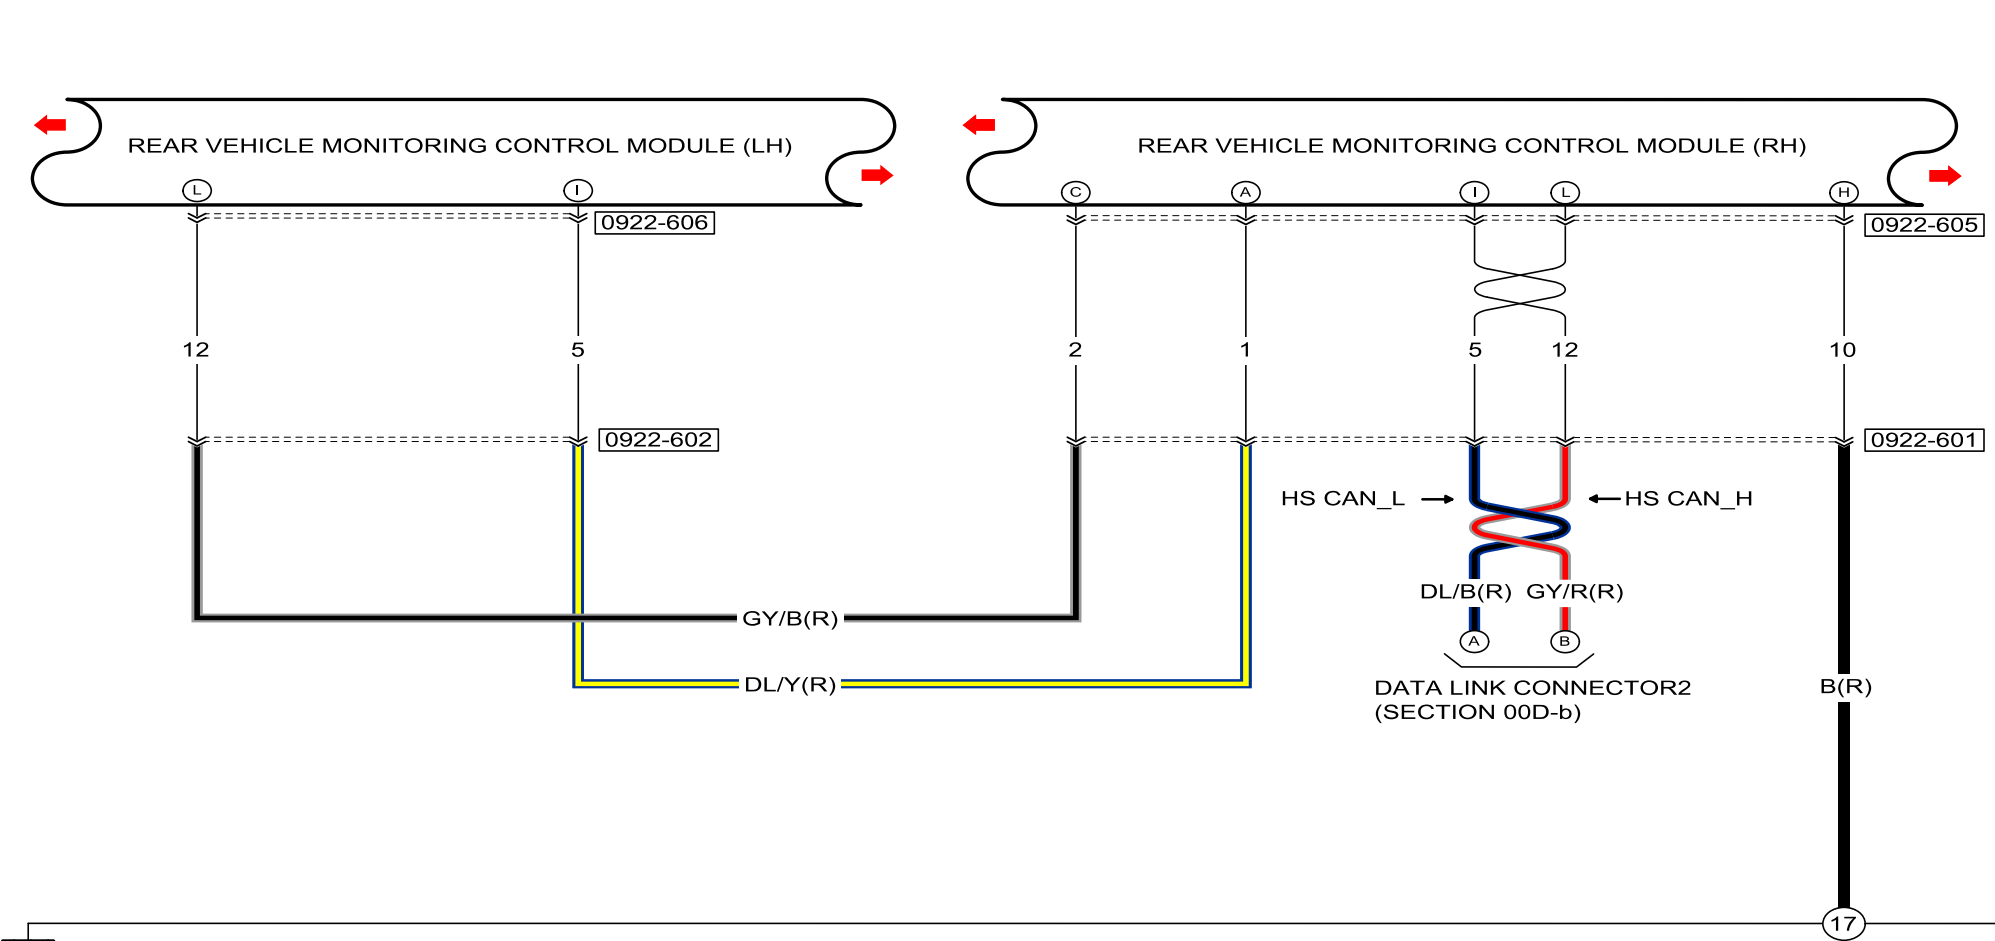 REAR VEHICLE MONITORING CONTROL MODULE (LH)
REAR VEHICLE MONITORING CONTROL MODULE (RH)
L
I
C
A
I
L
H
0922-606
0922-605
12
5
2
1
5
12
10
0922-602
0922-601
HS CAN_L
HS CAN_H
DL/B(R)
GY/R(R)
GY/B(R)
A
B
DL/Y(R)
DATA LINK CONNECTOR2
(SECTION 00D-b)
B(R)
17